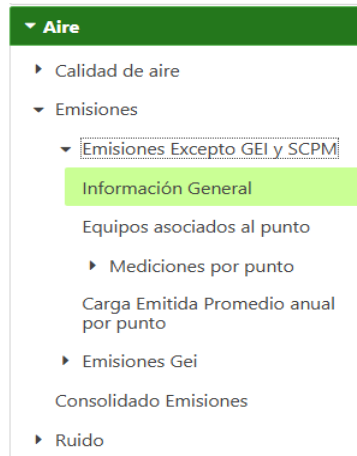 Aire
Calidad de aire
Emisiones
Emisiones Excepto GEI y SCPM
Información General
Equipos asociados al punto
Mediciones por punto
Carga Emitida Promedio anual
por punto
Emisiones Gei
Consolidado Emisiones
Ruido